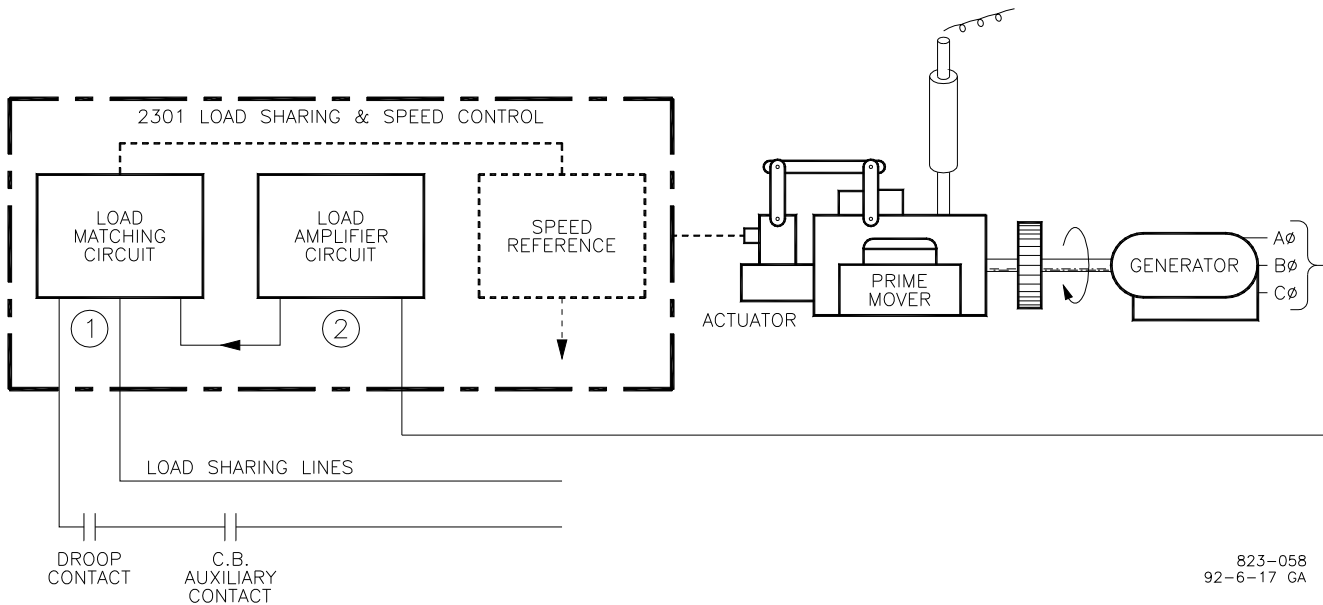 2301 LOAD SHARING & SPEED CONTROL
LOAD
MATCHING
CIRCUIT
LOAD
AMPLIFIER
CIRCUIT
SPEED
REFERENCE
1
2
ACTUATOR
PRIME
MOVER
GENERATOR
AØ
BØ
CØ
LOAD SHARING LINES
DROOP
CONTACT
C.B.
AUXILIARY
CONTACT
823-058
92-6-17 GA